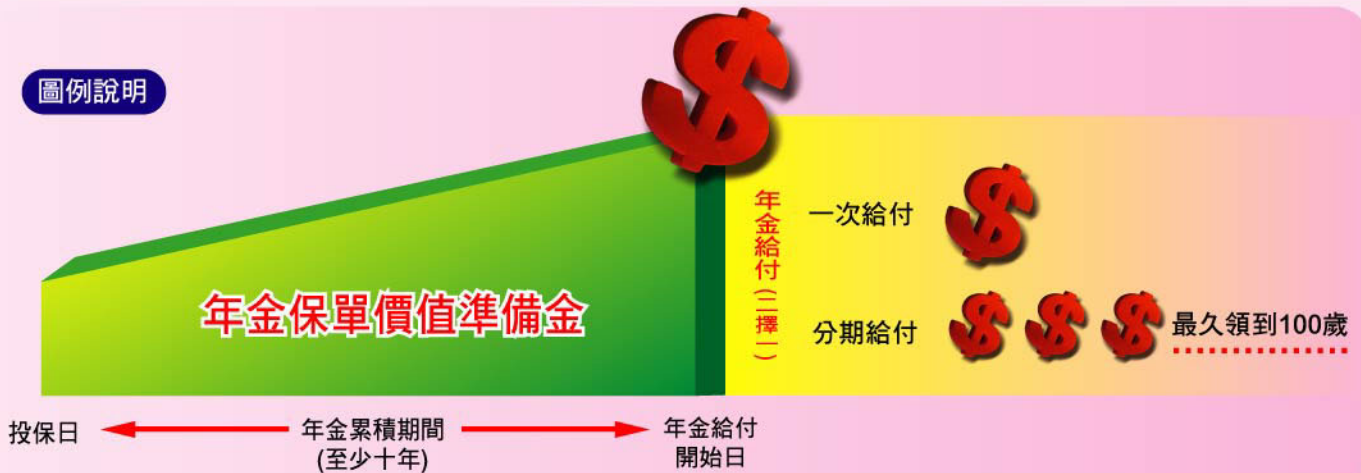 圖例說明
年金保單價值準備金
年金給付(二擇一)
一次給付
分期給付
最久領到100歲
投保日
年金累積期間
(至少十年)
年金給付
開始日